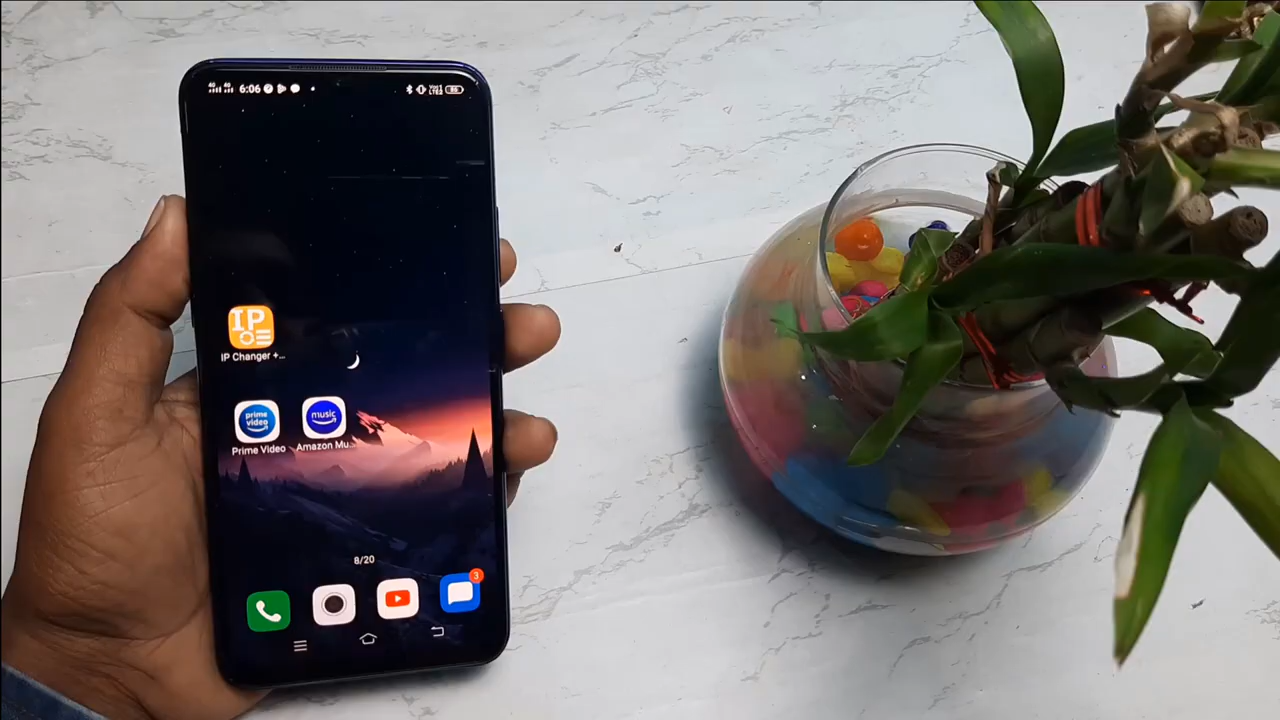 6:06
IP
IP Changer +...
prime video
music
Prime Video
Amazon Mu...
8/20
3